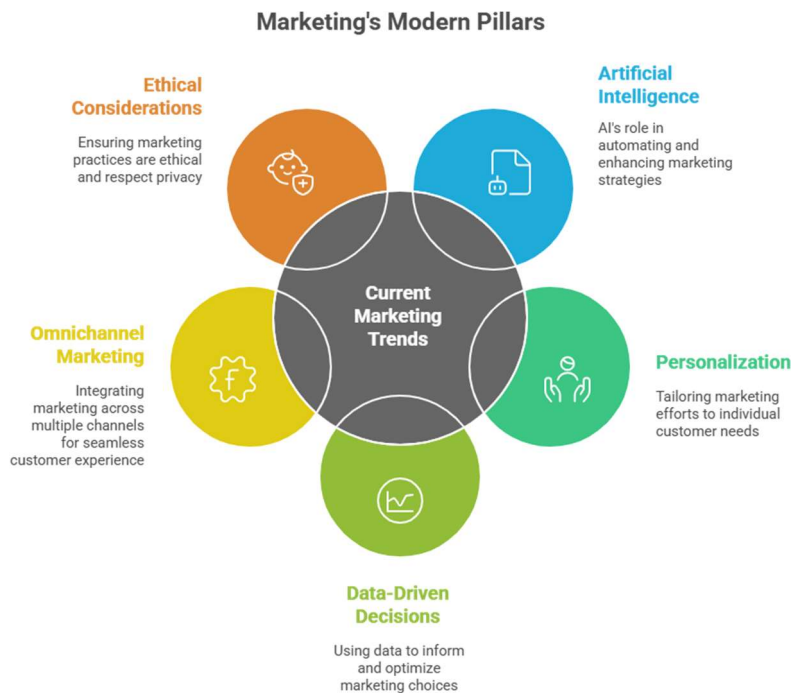 Marketing's Modern Pillars
Ethical
Considerations
Ensuring marketing
practices are ethical
and respect privacy
Artificial
Intelligence
AI's role in
automating and
enhancing marketing
strategies
Current
Marketing
Trends
Omnichannel
Marketing
Integrating
marketing across
multiple channels
for seamless
customer experience
Personalization
Tailoring marketing
efforts to individual
customer needs
Data-Driven
Decisions
Using data to inform
and optimize
marketing choices